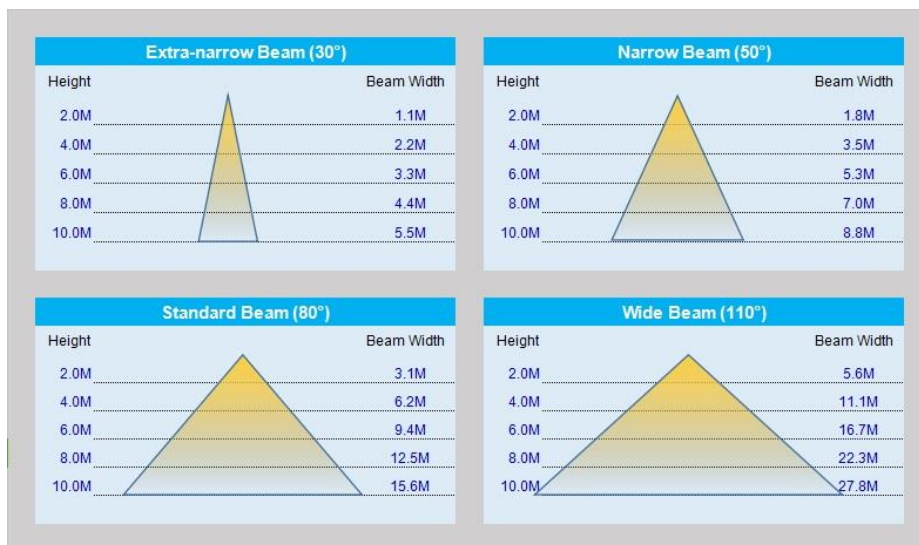 Extra-narrow Beam (30°)
Height Beam Width
2.0M 1.1M
4.0M 2.2M
6.0M 3.3M
8.0M 4.4M
10.0M 5.5M
Narrow Beam (50°)
Height Beam Width
2.0M 1.8M
4.0M 3.5M
6.0M 5.3M
8.0M 7.0M
10.0M 8.8M
Standard Beam (80°)
Height Beam Width
2.0M 3.1M
4.0M 6.2M
6.0M 9.4M
8.0M 12.5M
10.0M 15.6M
Wide Beam (110°)
Height Beam Width
2.0M 5.6M
4.0M 11.1M
6.0M 16.7M
8.0M 22.3M
10.0M 27.8M